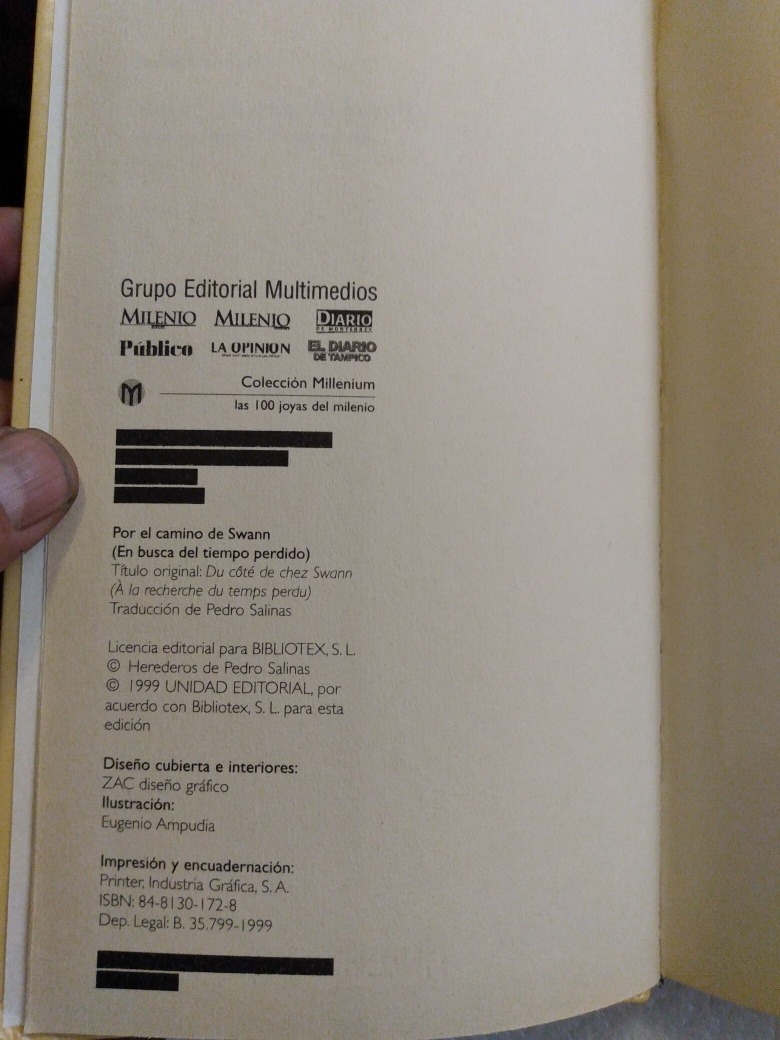 Grupo Editorial Multimedios
MILENIO MILENIO DIARIO
DE MONTERREY
Público LA OPINION EL DIARIO
DE TAMPICO
M
Colección Millenium
las 100 joyas del milenio
Por el camino de Swann
(En busca del tiempo perdido)
Título original: Du côté de chez Swann
(À la recherche du temps perdu)
Traducción de Pedro Salinas
Licencia editorial para BIBLIOTEX, S. L.
© Herederos de Pedro Salinas
© 1999 UNIDAD EDITORIAL, por
acuerdo con Bibliotex, S. L. para esta
edición
Diseño cubierta e interiores:
ZAC diseño gráfico
Ilustración:
Eugenio Ampudia
Impresión y encuadernación:
Printer, Industria Gráfica, S. A.
ISBN: 84-8130-172-8
Dep. Legal: B. 35.799-1999